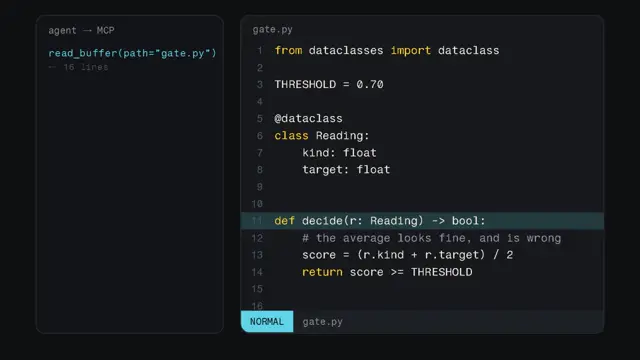 agent → MCP
read_buffer(path="gate.py")
← 16 lines
gate.py
1 from dataclasses import dataclass
2
3 THRESHOLD = 0.70
4
5 @dataclass
6 class Reading:
7 kind: float
8 target: float
9
10
11 def decide(r: Reading) -> bool:
12 # the average looks fine, and is wrong
13 score = (r.kind + r.target) / 2
14 return score >= THRESHOLD
15
16
NORMAL gate.py